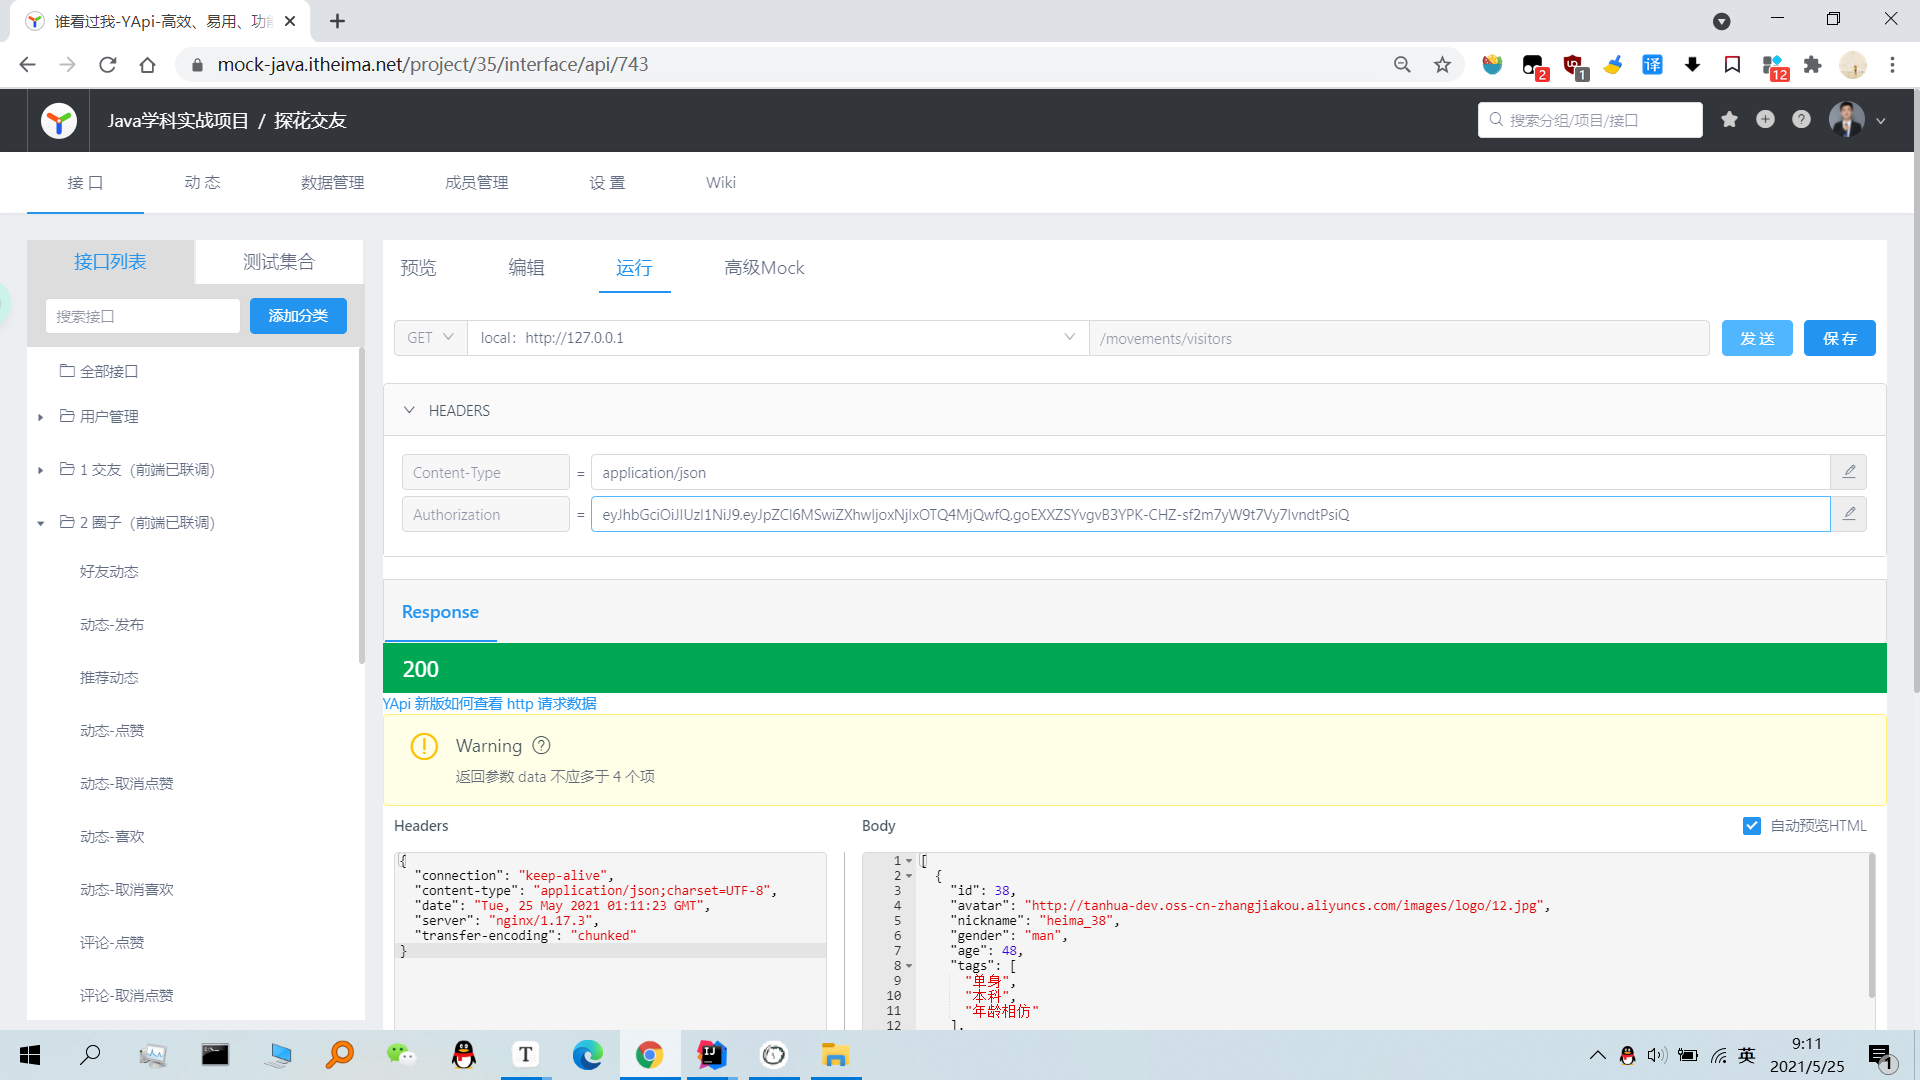 谁看过我-YApi-高效、易用、功能
mock-java.itheima.net/project/35/interface/api/743
2
1
译
12
Java学科实战项目 / 探花交友
搜索分组/项目/接口
接 口
动 态
数据管理
成员管理
设 置
Wiki
接口列表
测试集合
搜索接口
添加分类
全部接口
用户管理
1 交友（前端已联调）
2 圈子（前端已联调）
好友动态
动态-发布
推荐动态
动态-点赞
动态-取消点赞
动态-喜欢
动态-取消喜欢
评论-点赞
评论-取消点赞
预览
编辑
运行
高级Mock
GET
local：http://127.0.0.1
/movements/visitors
发 送
保 存
HEADERS
Content-Type = application/json
Authorization = eyJhbGciOiJIUzI1NiJ9.eyJpZCI6MSwiZXhwIjoxNjIxOTQ4MjQwfQ.goEXXZSYvgvB3YPK-CHZ-sf2m7yW9t7Vy7IvndtPsiQ
Response
200
YApi 新版如何查看 http 请求数据
Warning
返回参数 data 不应多于 4 个项
Headers
{
"connection": "keep-alive",
"content-type": "application/json;charset=UTF-8",
"date": "Tue, 25 May 2021 01:11:23 GMT",
"server": "nginx/1.17.3",
"transfer-encoding": "chunked"
}
Body
自动预览HTML
1 [
2 {
3 "id": 38,
4 "avatar": "http://tanhua-dev.oss-cn-zhangjiakou.aliyuncs.com/images/logo/12.jpg",
5 "nickname": "heima_38",
6 "gender": "man",
7 "age": 48,
8 "tags": [
9 "单身",
10 "本科",
11 "年龄相仿"
12 ],
英
9:11
2021/5/25
1